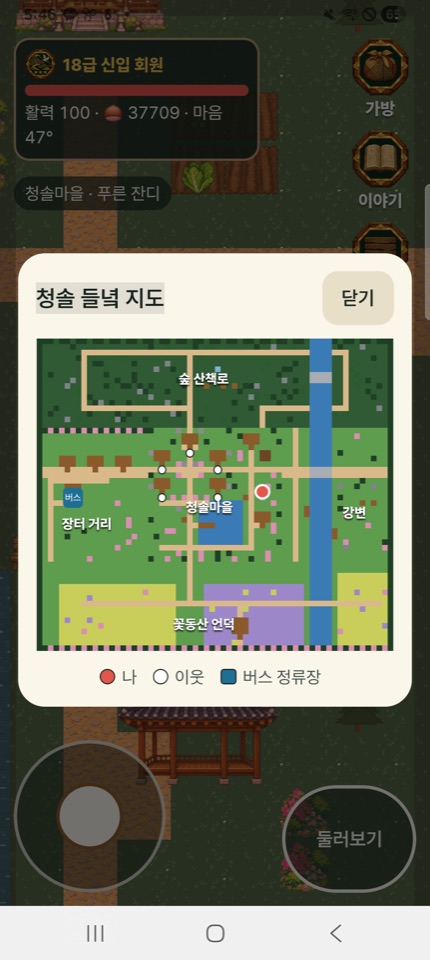 5:46
65
18급 신입 회원
활력 100 · 37709 · 마음
47°
가방
청솔마을 · 푸른 잔디
이야기
청솔 들녘 지도
닫기
숲 산책로
버스
청솔마을
장터 거리
강변
꽃동산 언덕
나
이웃
버스 정류장
둘러보기